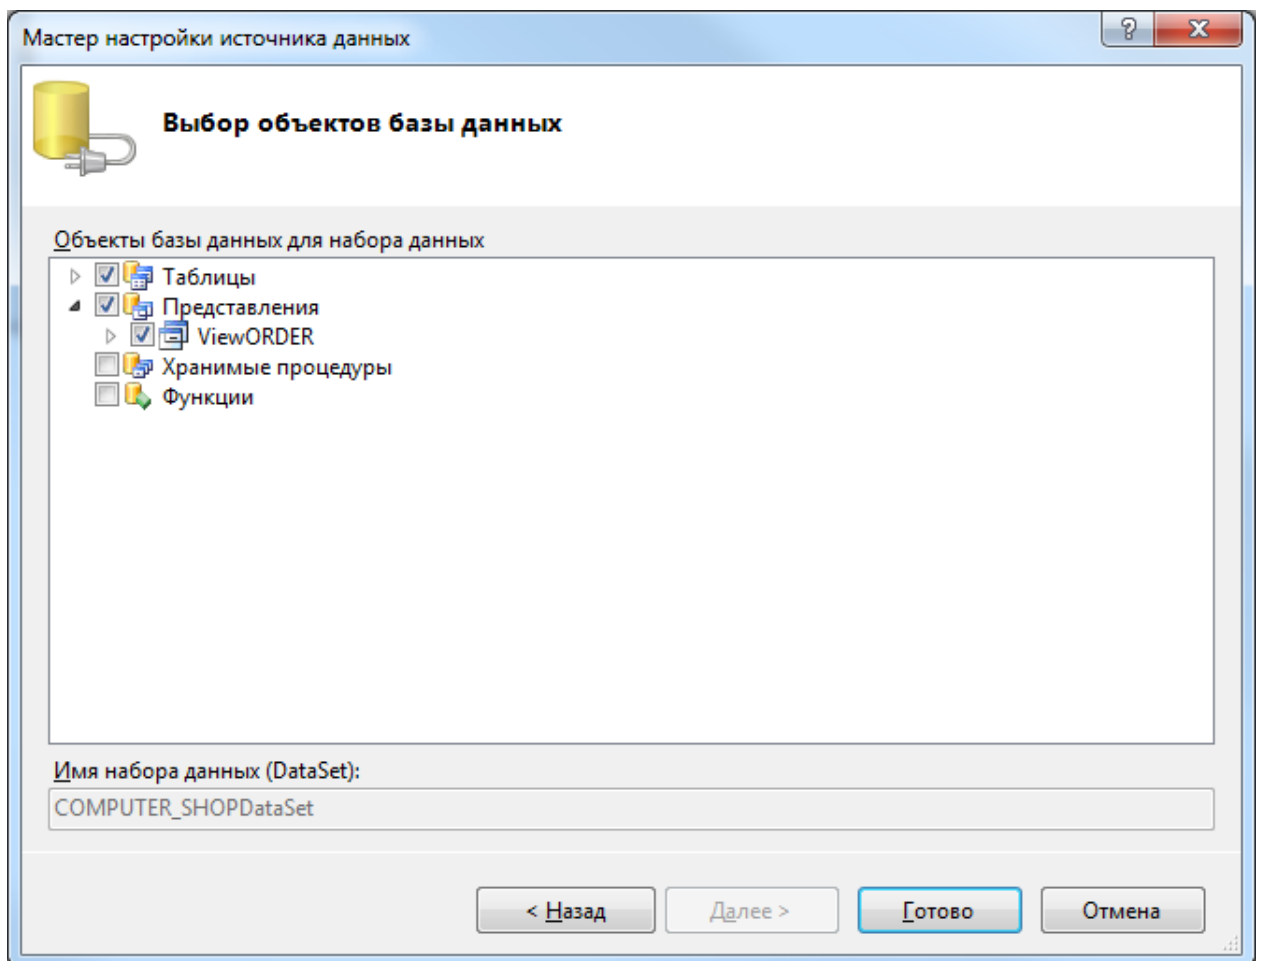 Мастер настройки источника данных
Выбор объектов базы данных
Объекты базы данных для набора данных
Таблицы
Представления
ViewORDER
Хранимые процедуры
Функции
Имя набора данных (DataSet):
COMPUTER_SHOPDataSet
< Назад Далее > Готово Отмена